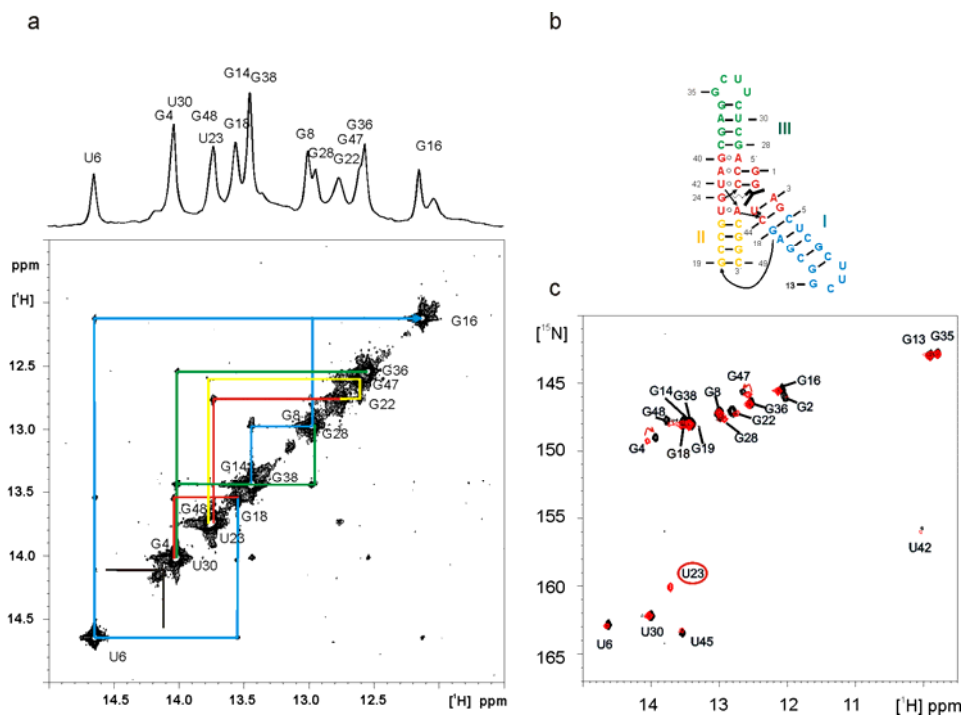 a
b
c
G14
G38
U30
G4
G48
U23
G18
G8
G28
G36
G47
G22
G16
U6
ppm
[¹H]
12.5
13.0
13.5
14.0
14.5
G16
G36
G47
G22
G8
G28
G14
G38
G48
G18
U23
G4
U30
U6
14.5 14.0 13.5 13.0 12.5
[¹H] ppm
35
30
III
28
40
5´
1
42
24
3
5
I
44
18
II
19
3
48
13
[¹⁵N]
145
150
155
160
165
G13 G35
G47
G14
G38
G8
G16
G48
G36
G2
G22
G4
G18
G19
G28
U42
U23
U6
U30
U45
14 13 12 11
[¹H] ppm